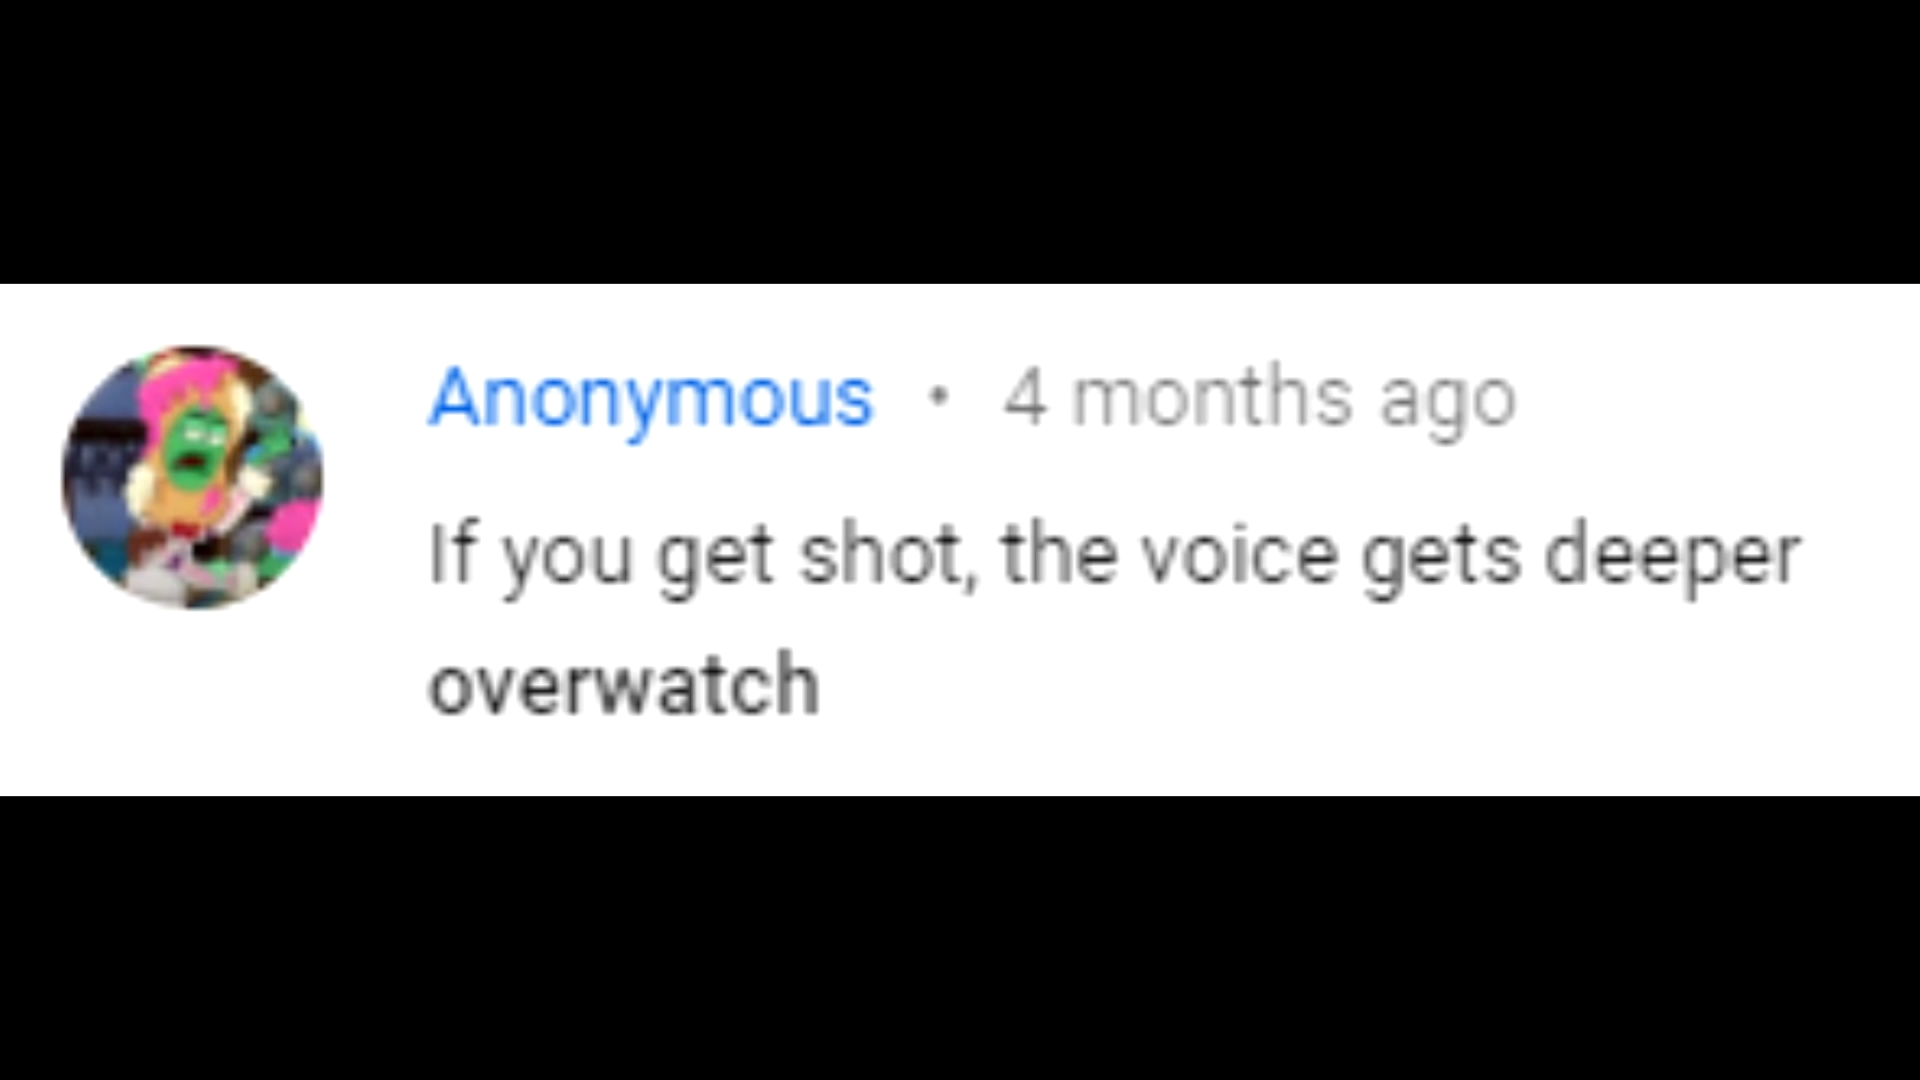 Anonymous • 4 months ago
If you get shot, the voice gets deeper
overwatch